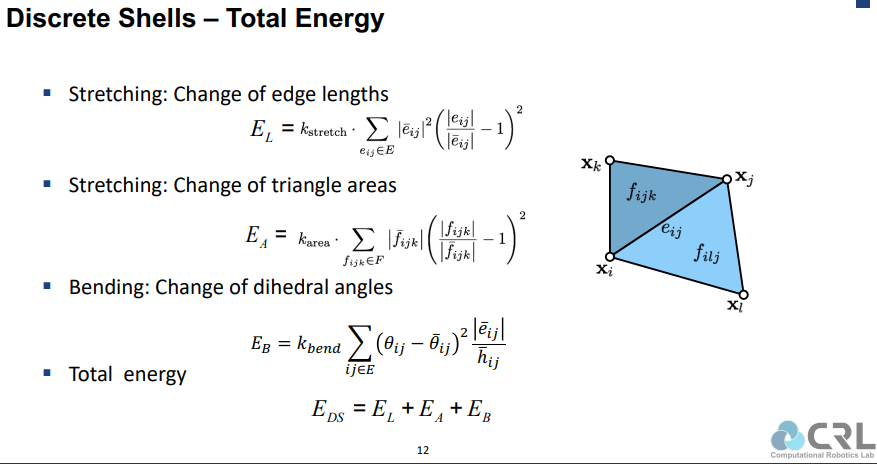 Discrete Shells – Total Energy
▪ Stretching: Change of edge lengths
E_L = k_stretch · ∑_{e_ij∈E} |ē_ij|² (|e_ij| / |ē_ij| − 1)²
▪ Stretching: Change of triangle areas
E_A = k_area · ∑_{f_ijk∈F} |f̄_ijk| (|f_ijk| / |f̄_ijk| − 1)²
▪ Bending: Change of dihedral angles
E_B = k_bend ∑_{ij∈E} (θ_ij − θ̄_ij)² |ē_ij| / h̄_ij
▪ Total energy
E_DS = E_L + E_A + E_B
x_k
x_j
f_ijk
e_ij
f_ilj
x_i
x_l
12
CRL
Computational Robotics Lab